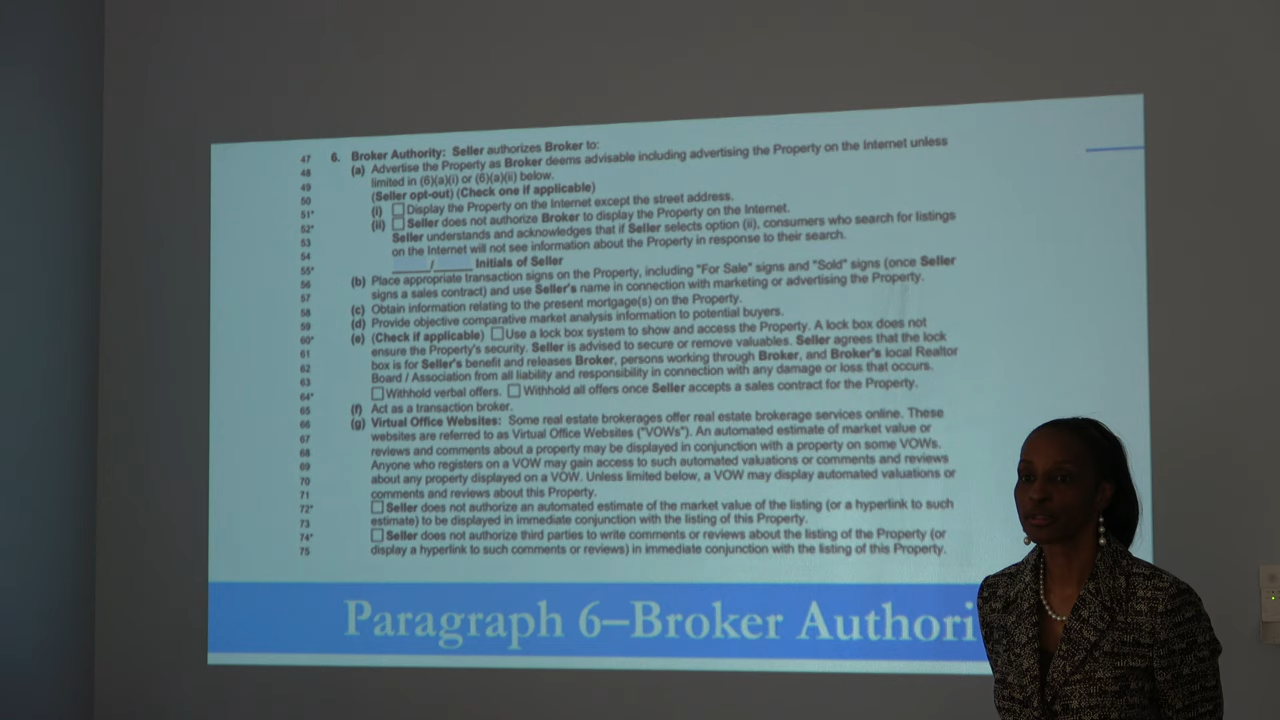 47 6. Broker Authority: Seller authorizes Broker to:
48 (a) Advertise the Property as Broker deems advisable including advertising the Property on the Internet unless
49 limited in (6)(a)(i) or (6)(a)(ii) below.
50 (Seller opt-out) (Check one if applicable)
51* (i) Display the Property on the Internet except the street address.
52* (ii) Seller does not authorize Broker to display the Property on the Internet.
53 Seller understands and acknowledges that if Seller selects option (ii), consumers who search for listings
54 on the Internet will not see information about the Property in response to their search.
55* _____/_____ Initials of Seller
56 (b) Place appropriate transaction signs on the Property, including "For Sale" signs and "Sold" signs (once Seller
57 signs a sales contract) and use Seller's name in connection with marketing or advertising the Property.
58 (c) Obtain information relating to the present mortgage(s) on the Property.
59 (d) Provide objective comparative market analysis information to potential buyers.
60* (e) (Check if applicable) Use a lock box system to show and access the Property. A lock box does not
61 ensure the Property's security. Seller is advised to secure or remove valuables. Seller agrees that the lock
62 box is for Seller's benefit and releases Broker, persons working through Broker, and Broker's local Realtor
63 Board / Association from all liability and responsibility in connection with any damage or loss that occurs.
64* Withhold verbal offers. Withhold all offers once Seller accepts a sales contract for the Property.
65 (f) Act as a transaction broker.
66 (g) Virtual Office Websites: Some real estate brokerages offer real estate brokerage services online. These
67 websites are referred to as Virtual Office Websites ("VOWs"). An automated estimate of market value or
68 reviews and comments about a property may be displayed in conjunction with a property on some VOWs.
69 Anyone who registers on a VOW may gain access to such automated valuations or comments and reviews
70 about any property displayed on a VOW. Unless limited below, a VOW may display automated valuations or
71 comments and reviews about this Property.
72* Seller does not authorize an automated estimate of the market value of the listing (or a hyperlink to such
73 estimate) to be displayed in immediate conjunction with the listing of this Property.
74* Seller does not authorize third parties to write comments or reviews about the listing of the Property (or
75 display a hyperlink to such comments or reviews) in immediate conjunction with the listing of this Property.
Paragraph 6–Broker Authori